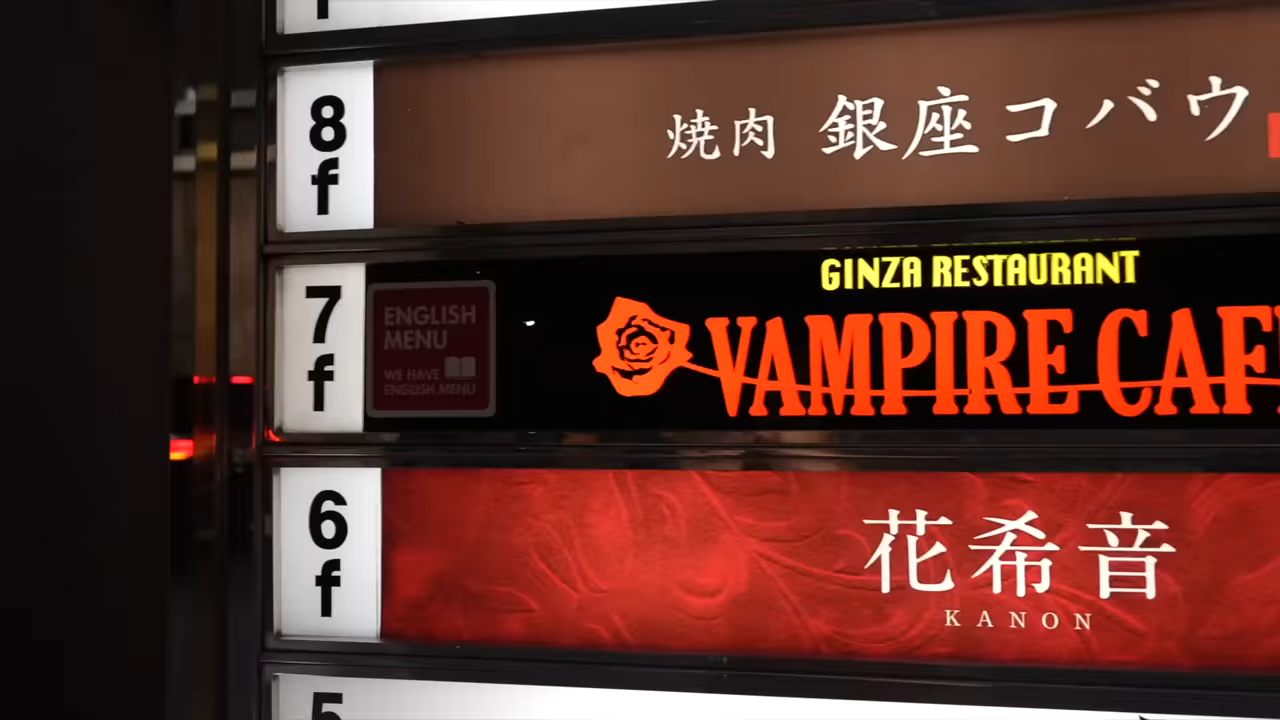 8
f
焼肉 銀座コバウ
7
f
ENGLISH
MENU
WE HAVE
ENGLISH MENU
GINZA RESTAURANT
VAMPIRE CAF
6
f
花希音
KANON
5